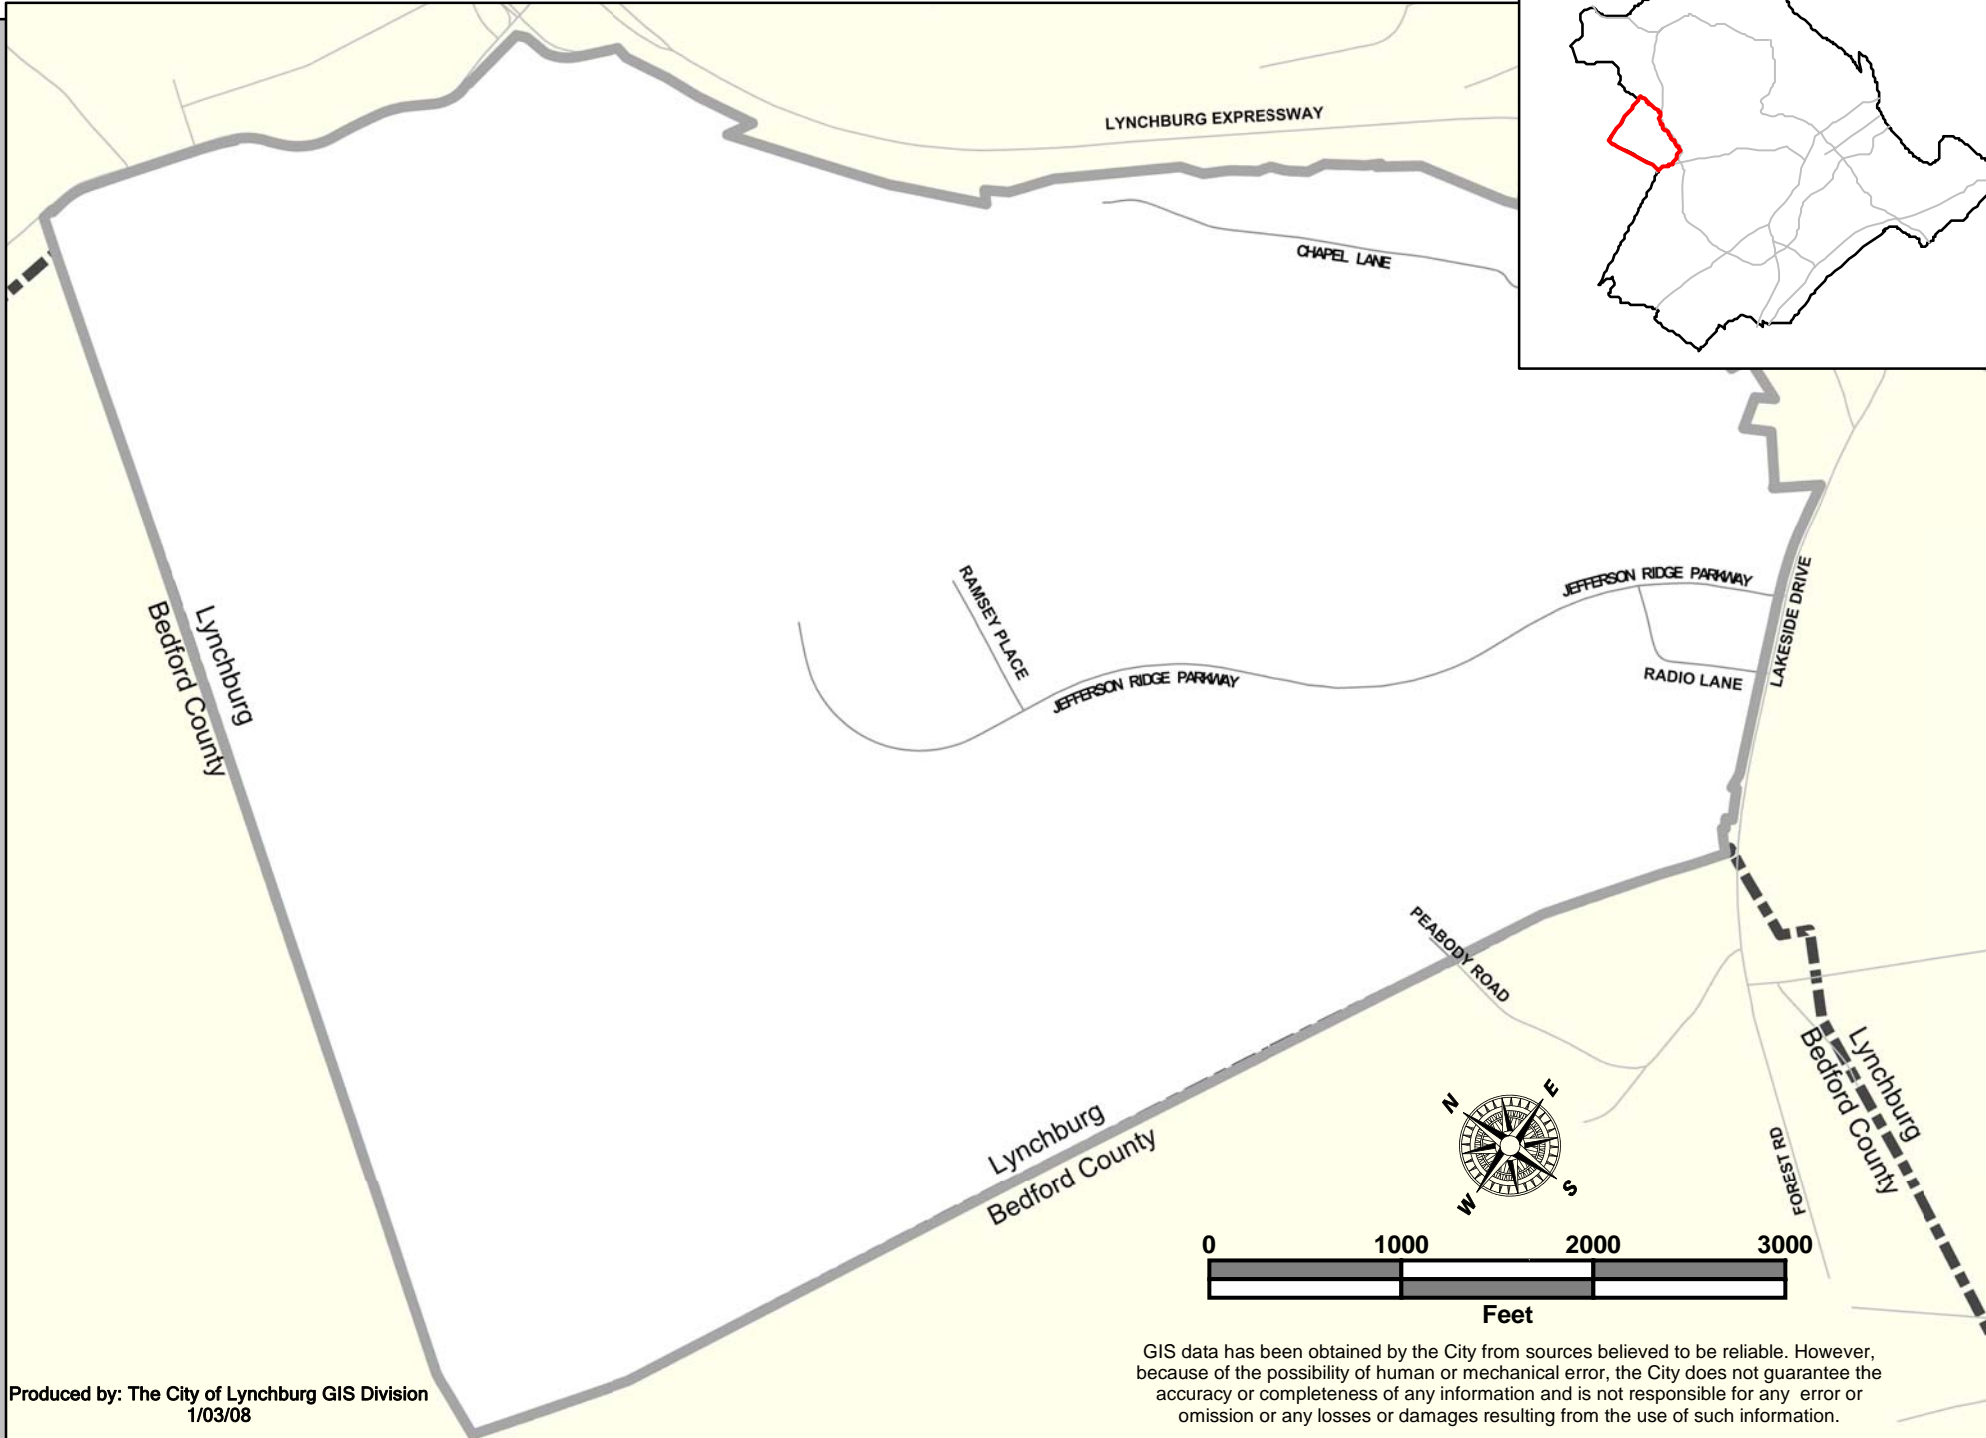 LYNCHBURG EXPRESSWAY
CHAPEL LANE
RAMSEY PLACE
JEFFERSON RIDGE PARKWAY
LAKESIDE DRIVE
JEFFERSON RIDGE PARKWAY
RADIO LANE
Lynchburg
Bedford County
PEABODY ROAD
Lynchburg
Bedford County
Lynchburg
Bedford County
FOREST RD
N
E
W
S
0 1000 2000 3000
Feet
GIS data has been obtained by the City from sources believed to be reliable. However,
because of the possibility of human or mechanical error, the City does not guarantee the
accuracy or completeness of any information and is not responsible for any error or
omission or any losses or damages resulting from the use of such information.
Produced by: The City of Lynchburg GIS Division
1/03/08